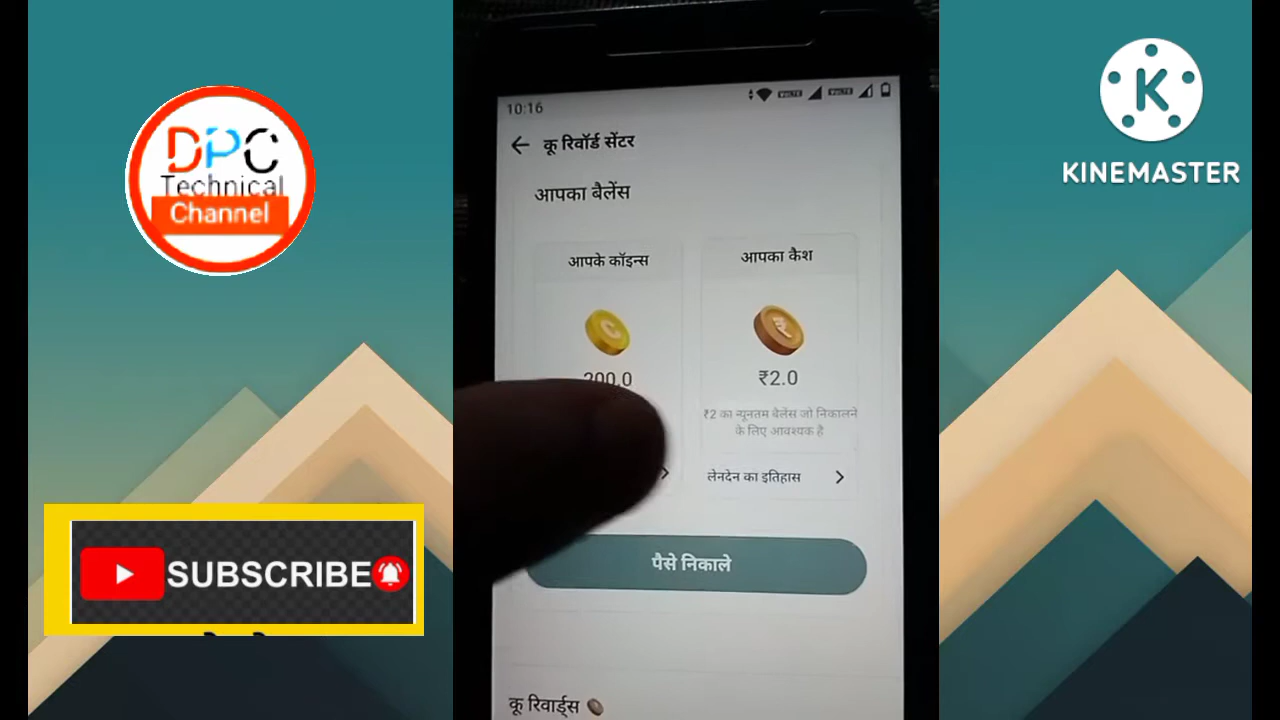 DPC
Technical
Channel
SUBSCRIBE
10:16
कू रिवॉर्ड सेंटर
आपका बैलेंस
आपके कॉइन्स
200.0
आपका कैश
₹2.0
₹2 का न्यूनतम बैलेंस जो निकालने
के लिए आवश्यक है
लेनदेन का इतिहास
पैसे निकाले
कू रिवार्ड्स
K
KINEMASTER